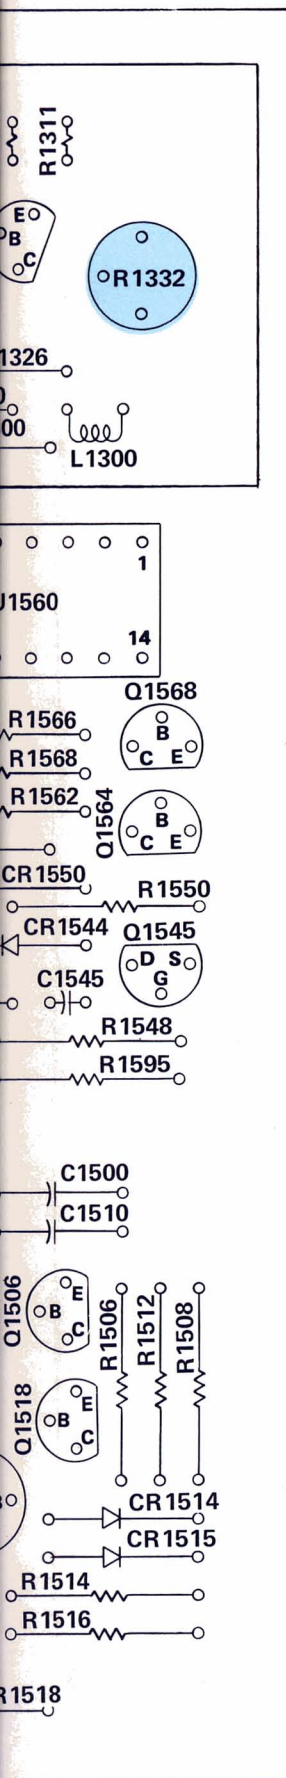 R1311
E
B
C
R1332
1326
L1300
1
1560
14
Q1568
R1566
B
C E
R1568
R1562
Q1564
B
C E
CR1550
R1550
CR1544
Q1545
D S
G
C1545
R1548
R1595
C1500
C1510
Q1506
E
B
C
R1506
R1512
R1508
Q1518
E
B
C
CR1514
CR1515
R1514
R1516
R1518